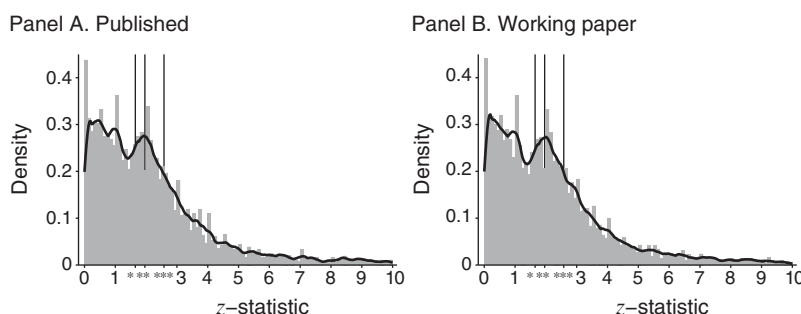 Panel A. Published
0.4
0.3
0.2
0.1
0
Density
0 1 2 3 4 5 6 7 8 9 10
* ** ***
z–statistic
Panel B. Working paper
0.4
0.3
0.2
0.1
0
Density
0 1 2 3 4 5 6 7 8 9 10
* ** ***
z–statistic